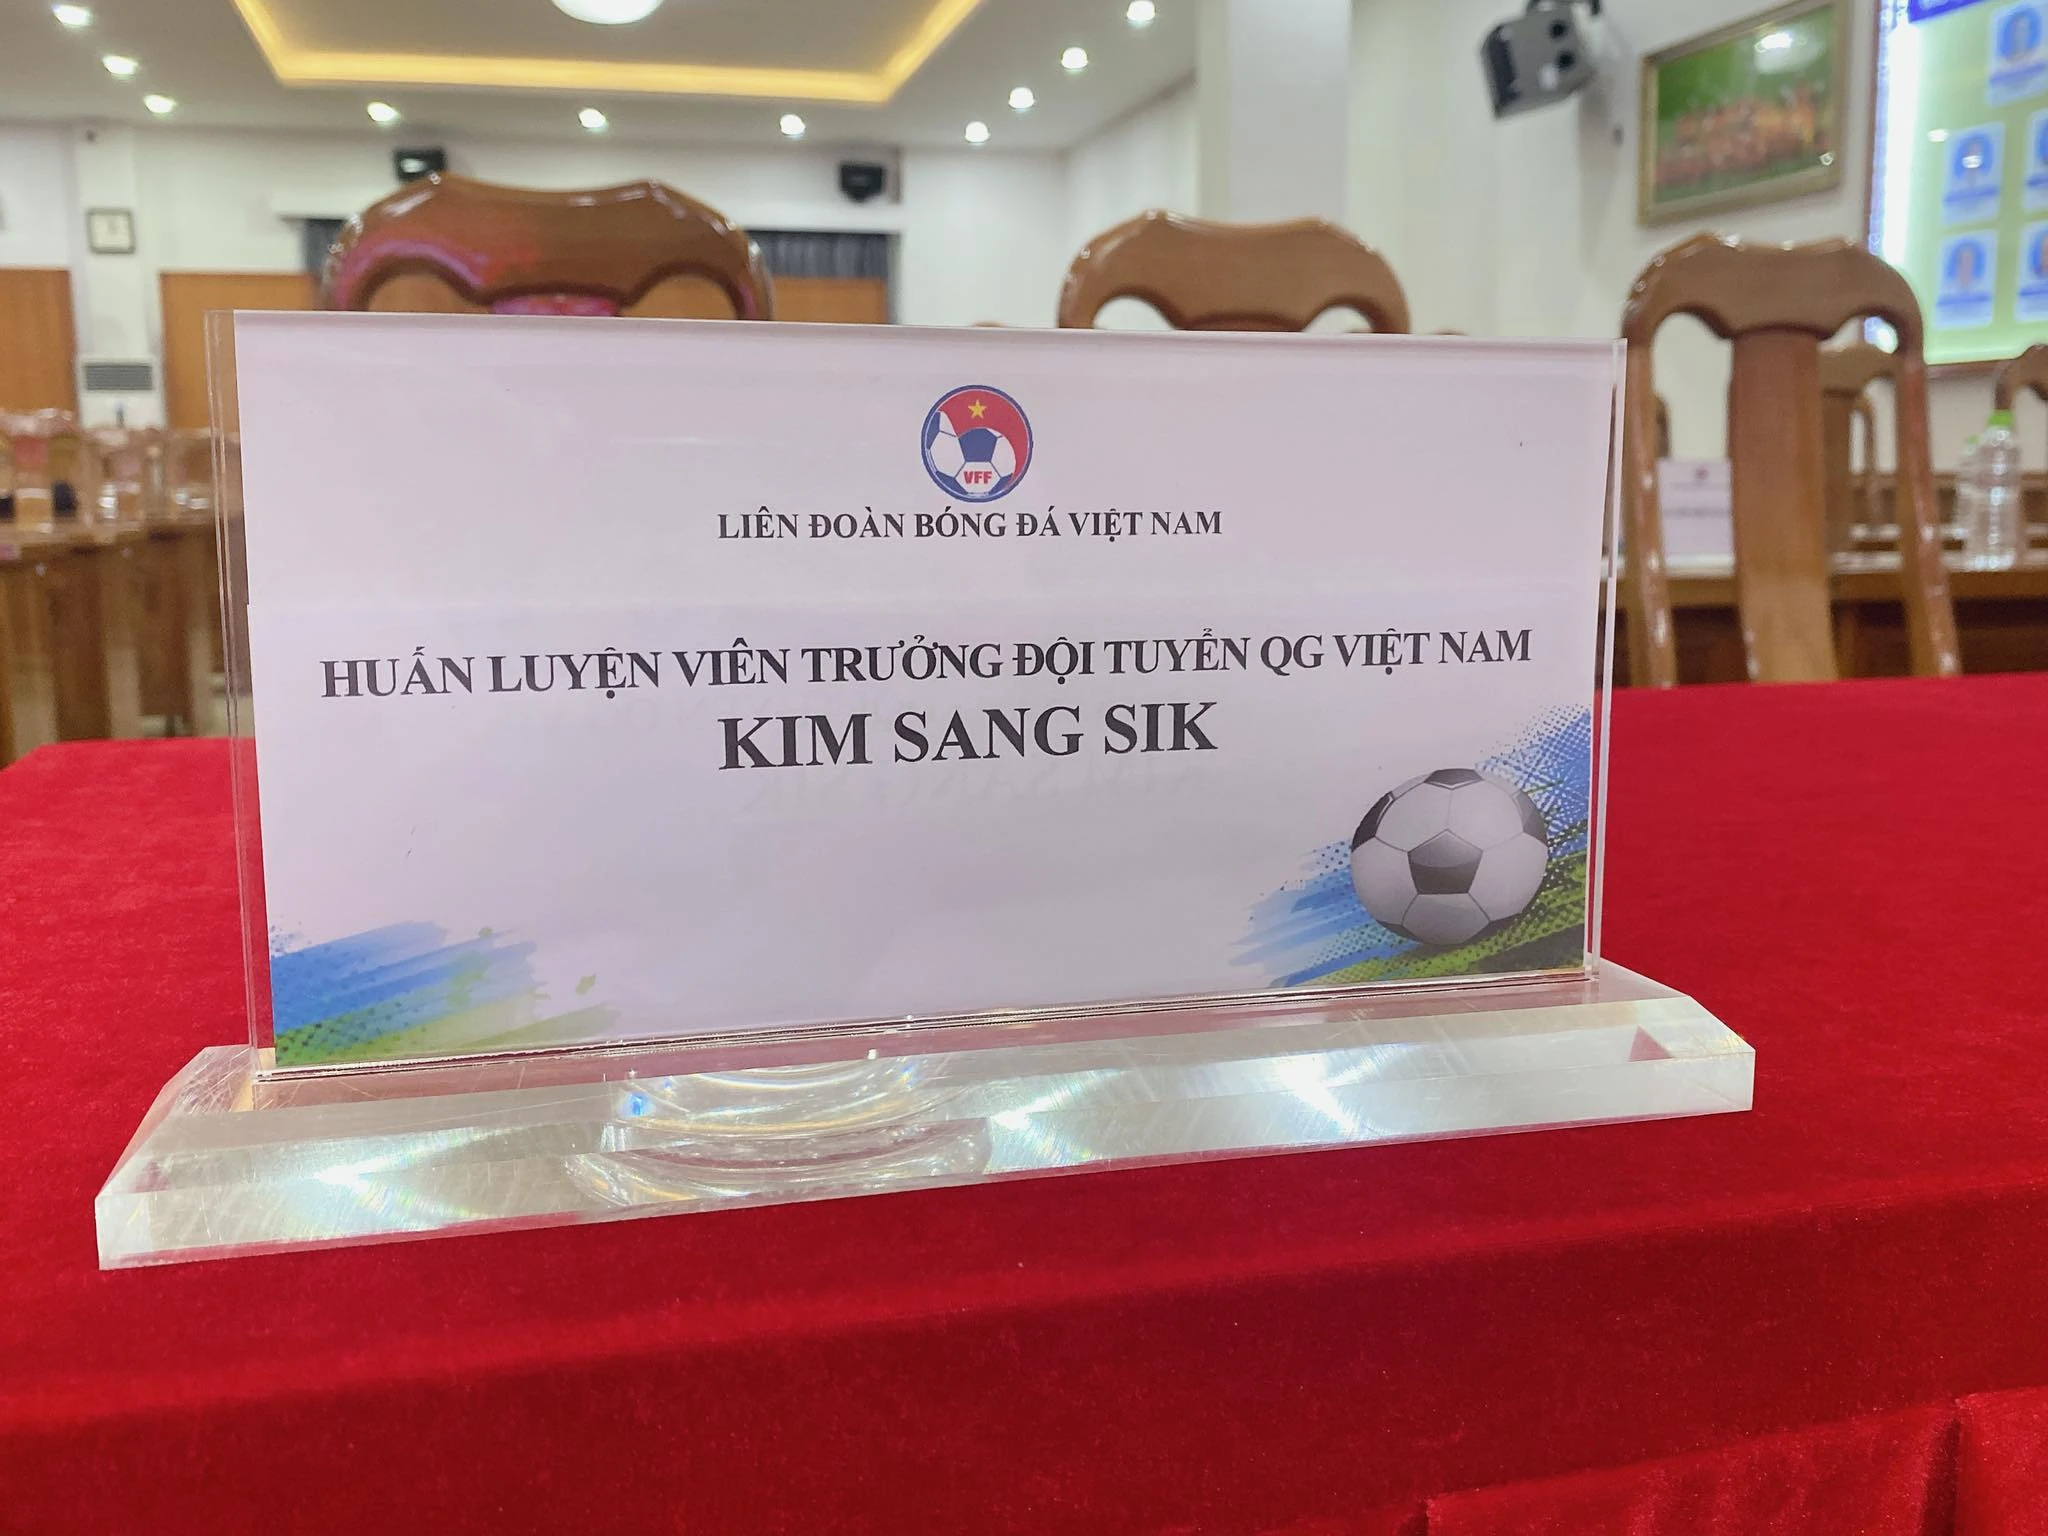 VFF
LIÊN ĐOÀN BÓNG ĐÁ VIỆT NAM
HUẤN LUYỆN VIÊN TRƯỞNG ĐỘI TUYỂN QG VIỆT NAM
KIM SANG SIK